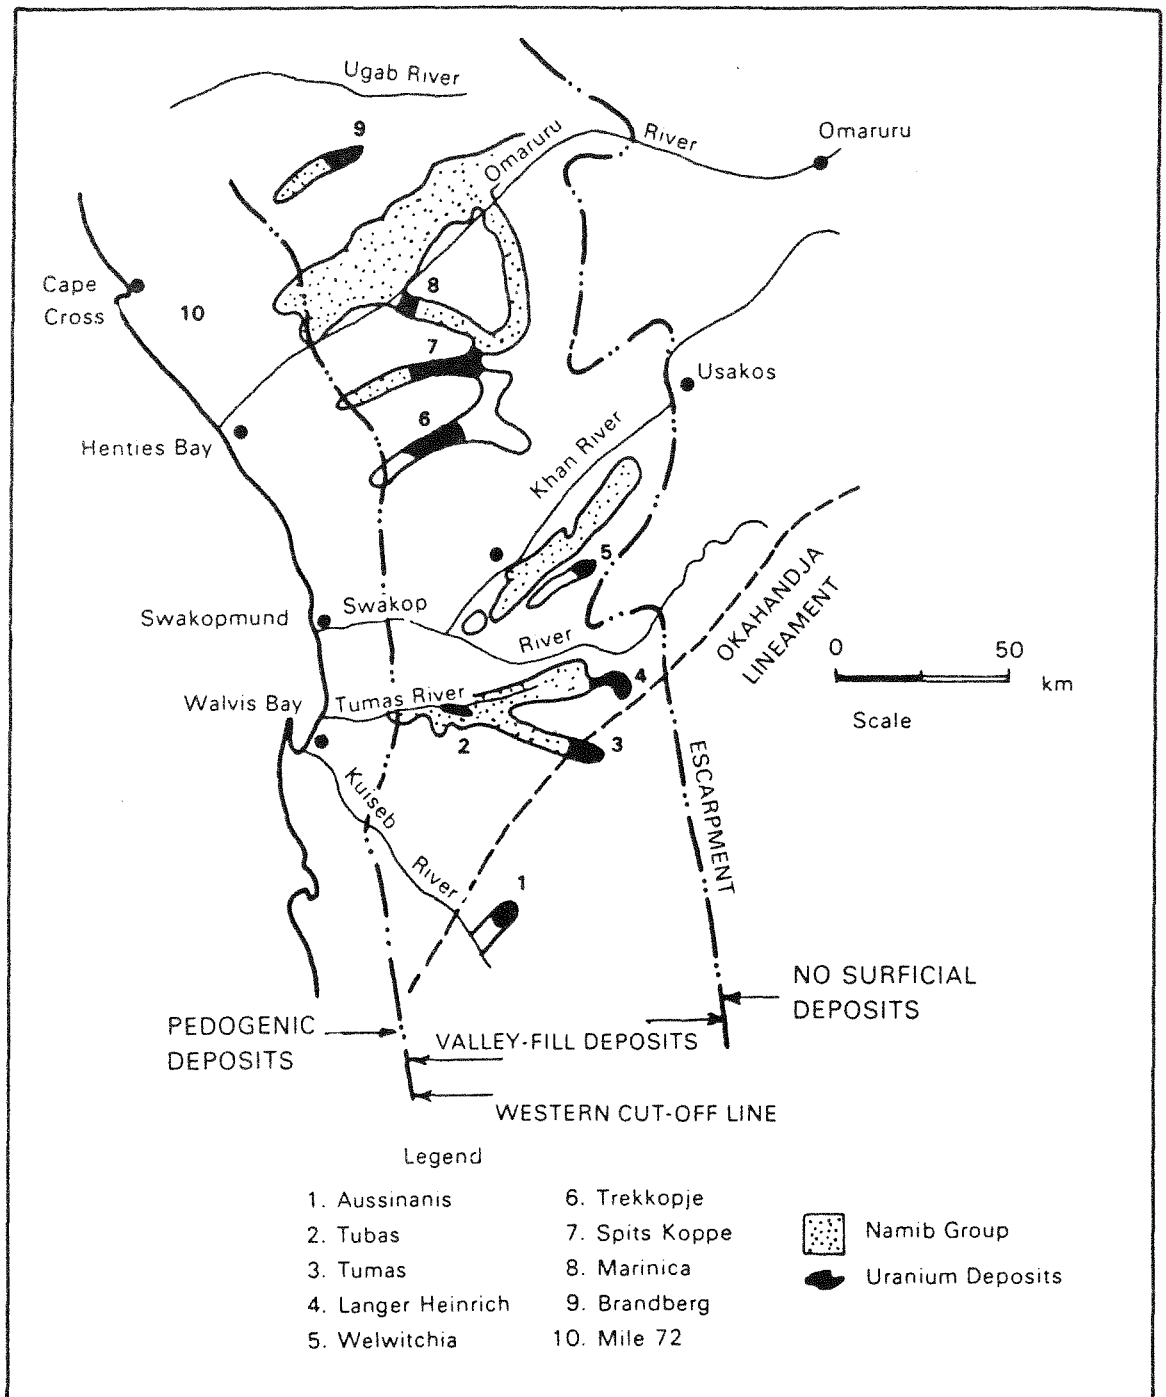 Ugab River
9
Omaruru
River
Omaruru
Cape
Cross
10
8
7
Usakos
6
Henties Bay
Khan River
5
OKAHANDJA
LINEAMENT
Swakopmund
Swakop
River
0 50
km
Scale
4
Walvis Bay
Tumas River
2
3
ESCARPMENT
Kuiseb
River
1
NO SURFICIAL
DEPOSITS
PEDOGENIC
DEPOSITS
VALLEY-FILL DEPOSITS
WESTERN CUT-OFF LINE
Legend
1. Aussinanis
2. Tubas
3. Tumas
4. Langer Heinrich
5. Welwitchia
6. Trekkopje
7. Spits Koppe
8. Marinica
9. Brandberg
10. Mile 72
Namib Group
Uranium Deposits